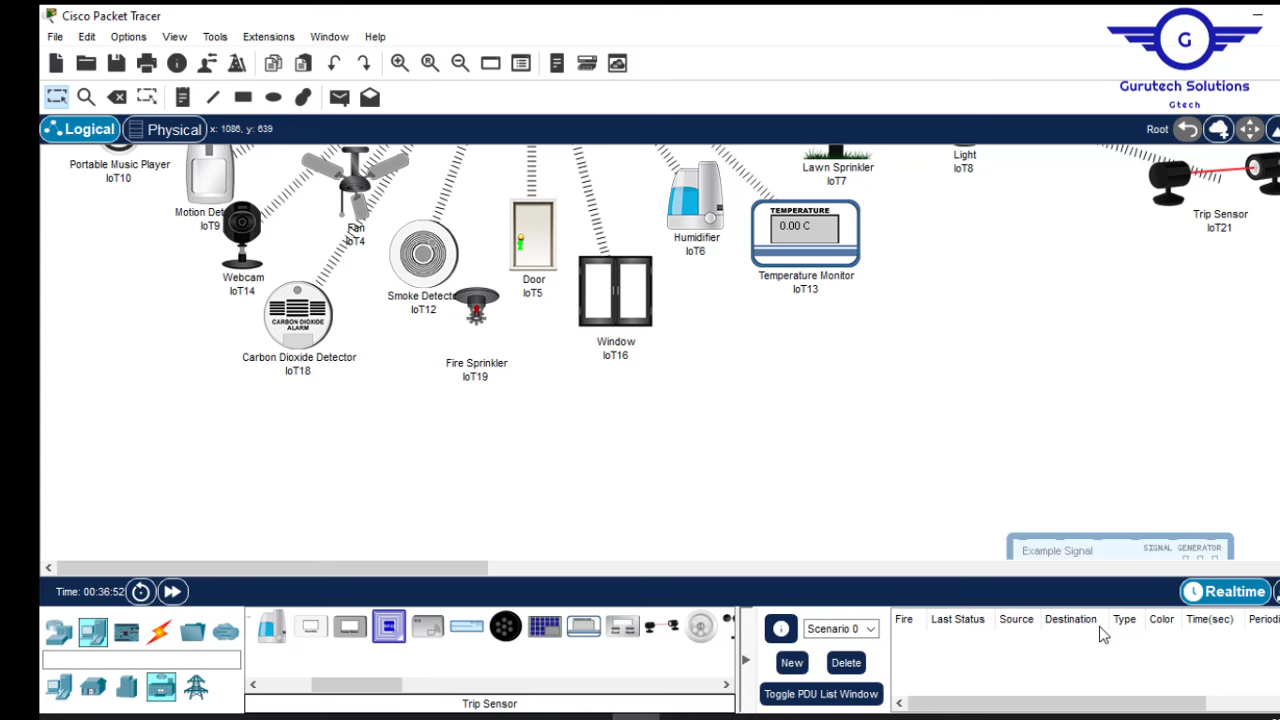 Cisco Packet Tracer
File Edit Options View Tools Extensions Window Help
G
Gurutech Solutions
Gtech
Logical Physical x: 1086, y: 639 Root
Portable Music Player
IoT10
Lawn Sprinkler
IoT7
Light
IoT8
Motion Det
IoT9
Fan
IoT4
TEMPERATURE
0.00 C
Trip Sensor
IoT21
Humidifier
IoT6
Webcam
IoT14
Door
IoT5
Temperature Monitor
IoT13
Smoke Detecto
IoT12
CARBON DIOXIDE
ALARM
Window
IoT16
Carbon Dioxide Detector
IoT18
Fire Sprinkler
IoT19
Example Signal SIGNAL GENERATOR
Time: 00:36:52 Realtime
Scenario 0
Fire Last Status Source Destination Type Color Time(sec) Periodi
New Delete
Toggle PDU List Window
Trip Sensor